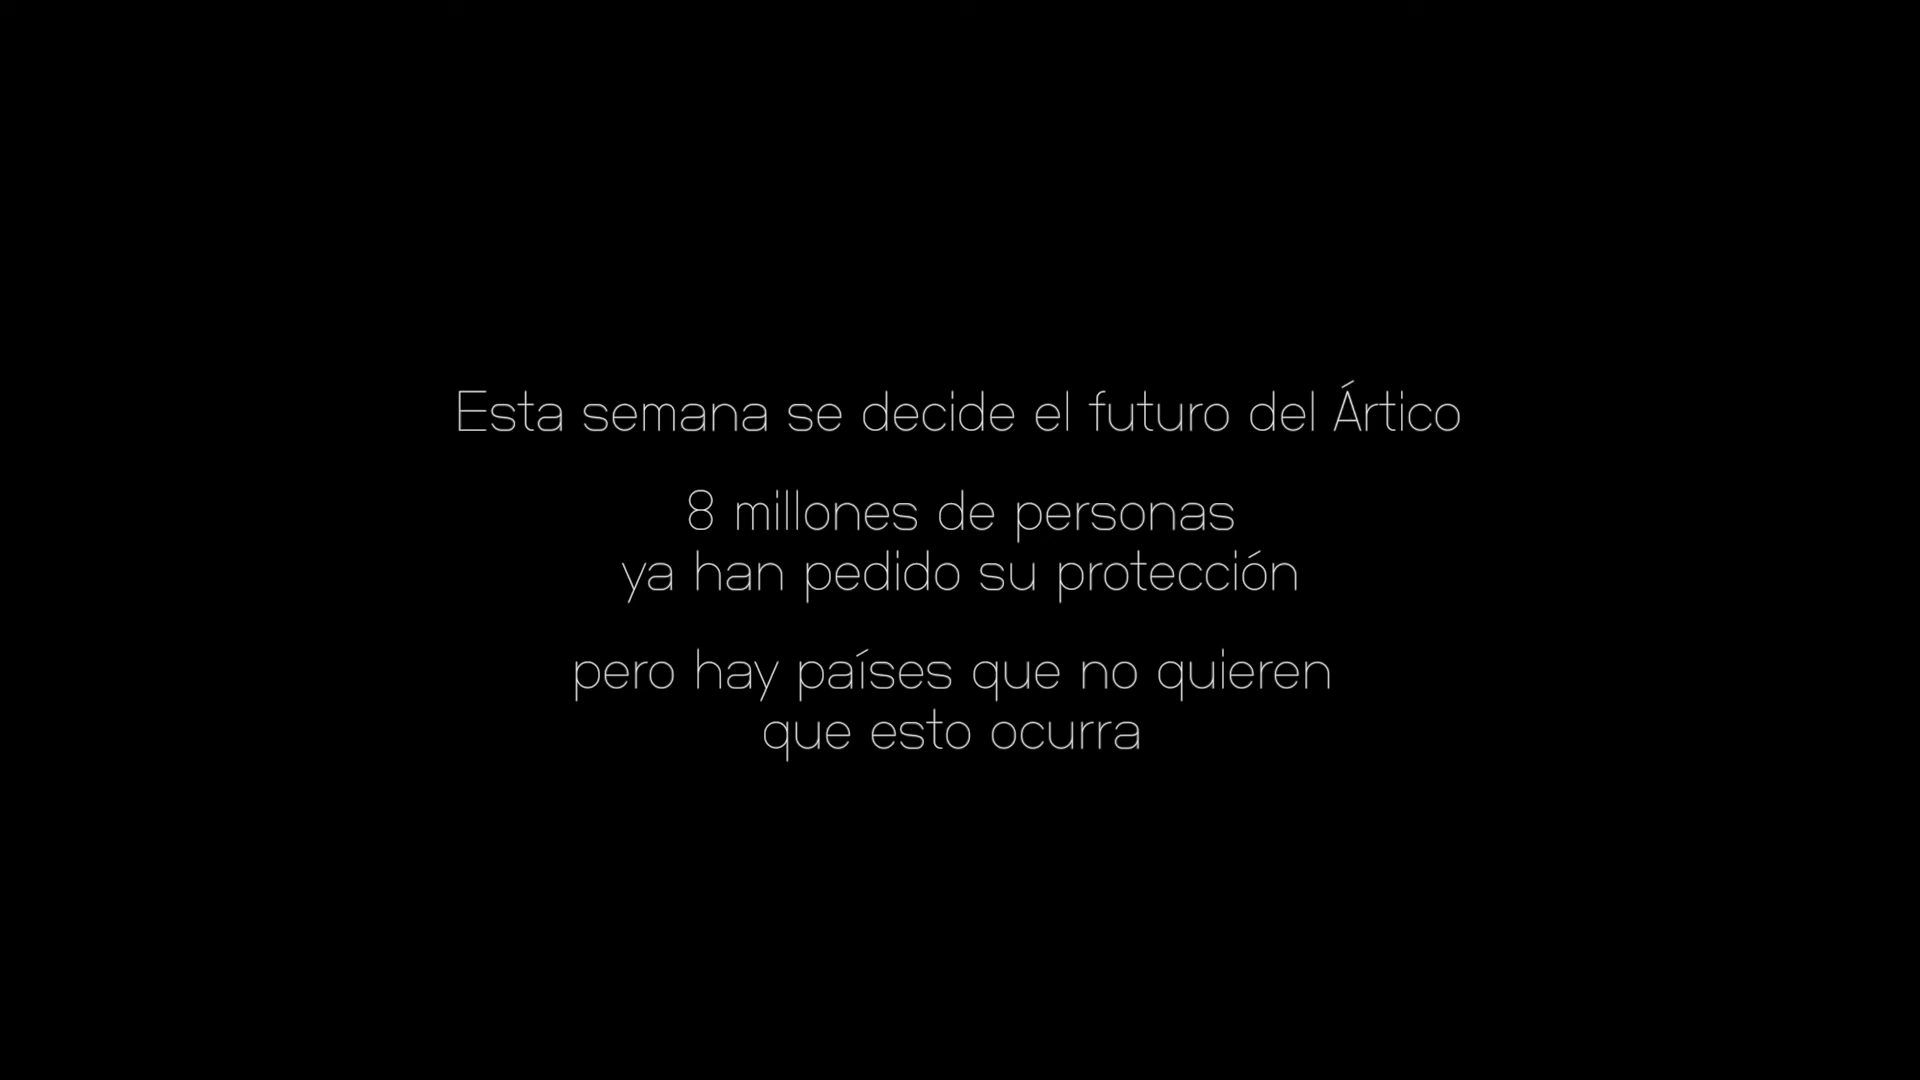 Esta semana se decide el futuro del Ártico
8 millones de personas
ya han pedido su protección
pero hay países que no quieren
que esto ocurra